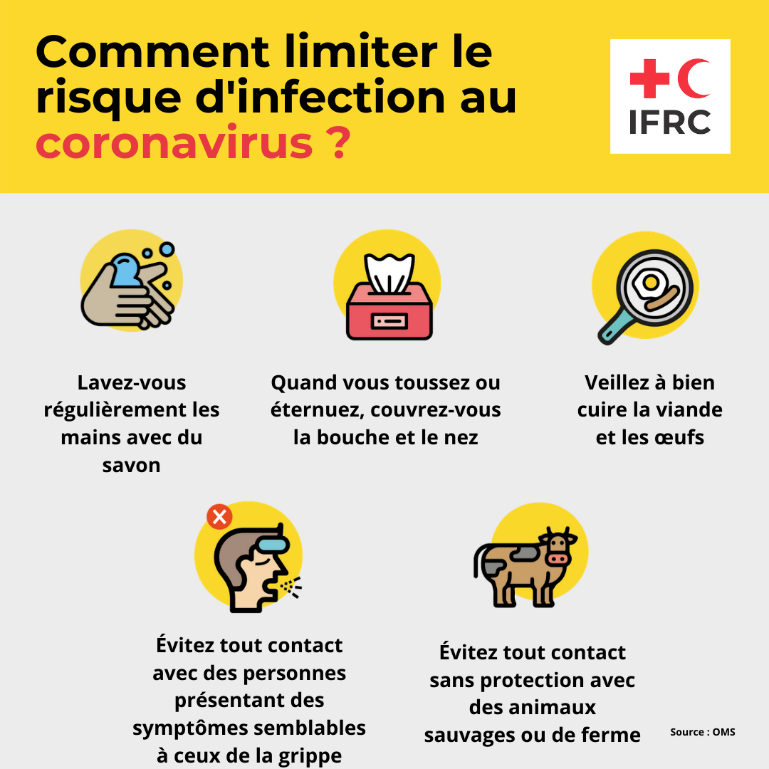 Comment limiter le
risque d'infection au
coronavirus ?
IFRC
Lavez-vous
régulièrement les
mains avec du
savon
Quand vous toussez ou
éternuez, couvrez-vous
la bouche et le nez
Veillez à bien
cuire la viande
et les œufs
Évitez tout contact
avec des personnes
présentant des
symptômes semblables
à ceux de la grippe
Évitez tout contact
sans protection avec
des animaux
sauvages ou de ferme
Source : OMS